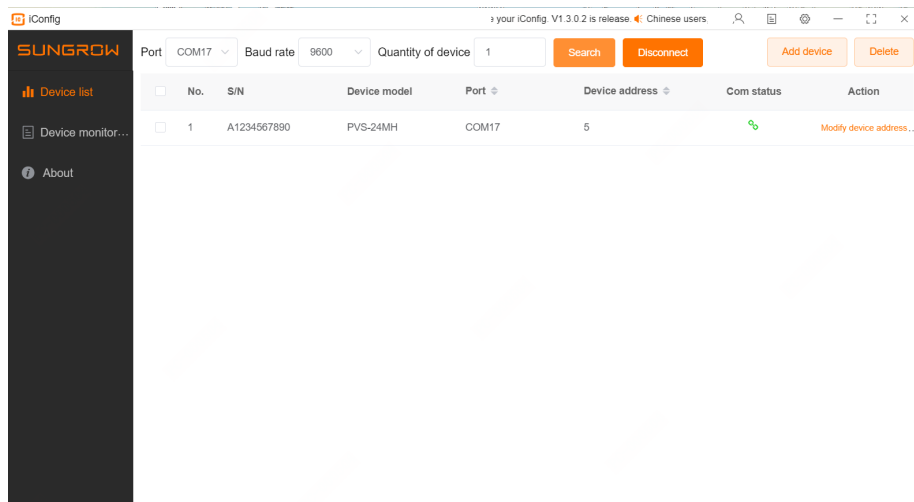 iConfig
your iConfig. V1.3.0.2 is release. Chinese users
SUNGROW
Port COM17 Baud rate 9600 Quantity of device 1 Search Disconnect Add device Delete
Device list
No. S/N Device model Port Device address Com status Action
1 A1234567890 PVS-24MH COM17 5 Modify device address..
Device monitor...
About